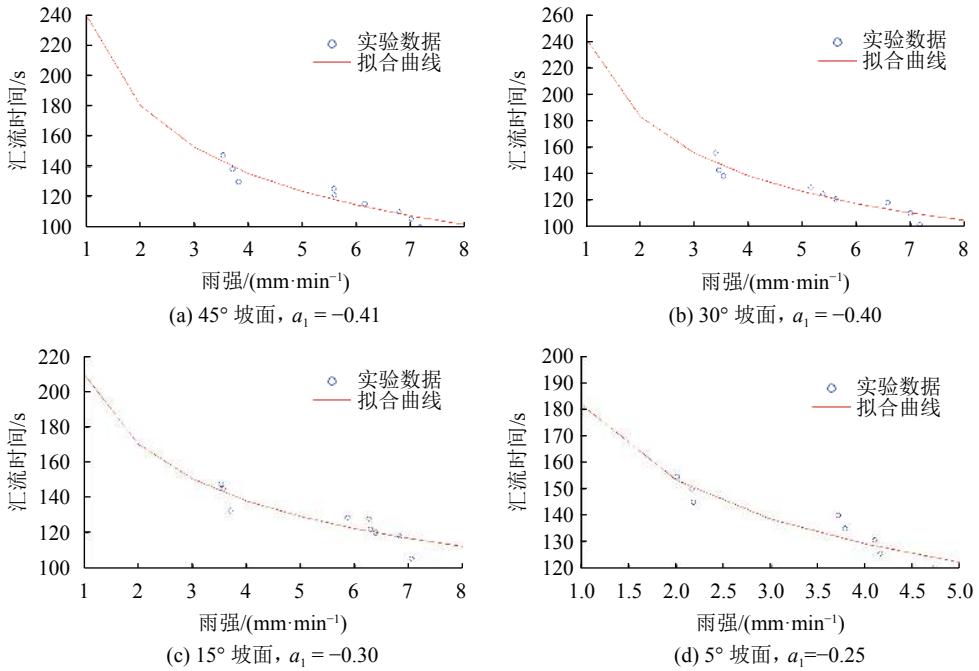 240
220
200
180
160
140
120
100
汇流时间/s
实验数据
拟合曲线
1 2 3 4 5 6 7 8
雨强/(mm·min⁻¹)
(a) 45° 坡面，a₁ = −0.41
260
240
220
200
180
160
140
120
100
汇流时间/s
实验数据
拟合曲线
1 2 3 4 5 6 7 8
雨强/(mm·min⁻¹)
(b) 30° 坡面，a₁ = −0.40
220
200
180
160
140
120
100
汇流时间/s
实验数据
拟合曲线
1 2 3 4 5 6 7 8
雨强/(mm·min⁻¹)
(c) 15° 坡面，a₁ = −0.30
200
190
180
170
160
150
140
130
120
汇流时间/s
实验数据
拟合曲线
1.0 1.5 2.0 2.5 3.0 3.5 4.0 4.5 5.0
雨强/(mm·min⁻¹)
(d) 5° 坡面，a₁=−0.25